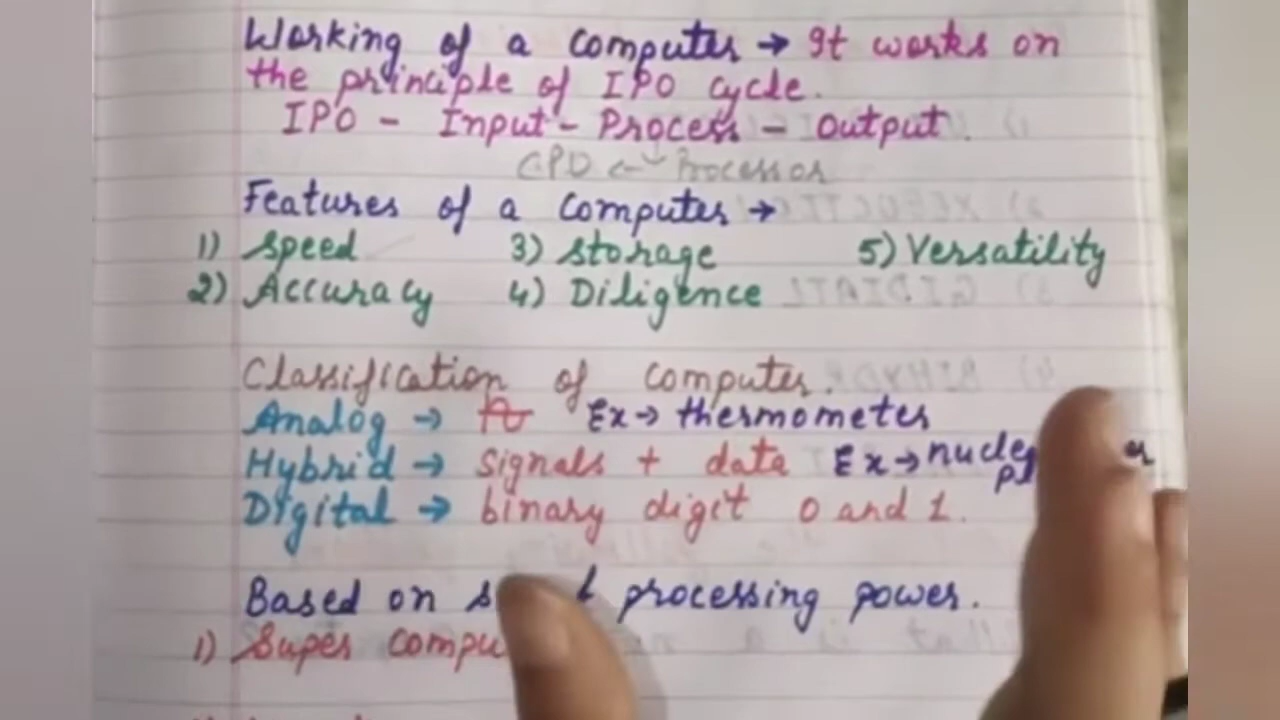 Working of a Computer → It works on
the principle of IPO cycle.
IPO - Input - Process - Output.
CPU ← Processor
Features of a Computer →
1) Speed 3) Storage 5) Versatility
2) Accuracy 4) Diligence
Classification of Computer.
Analog → Ex → thermometer
Hybrid → Signals + data Ex →
Digital → binary digit 0 and 1.
Based on processing power.
1) Super